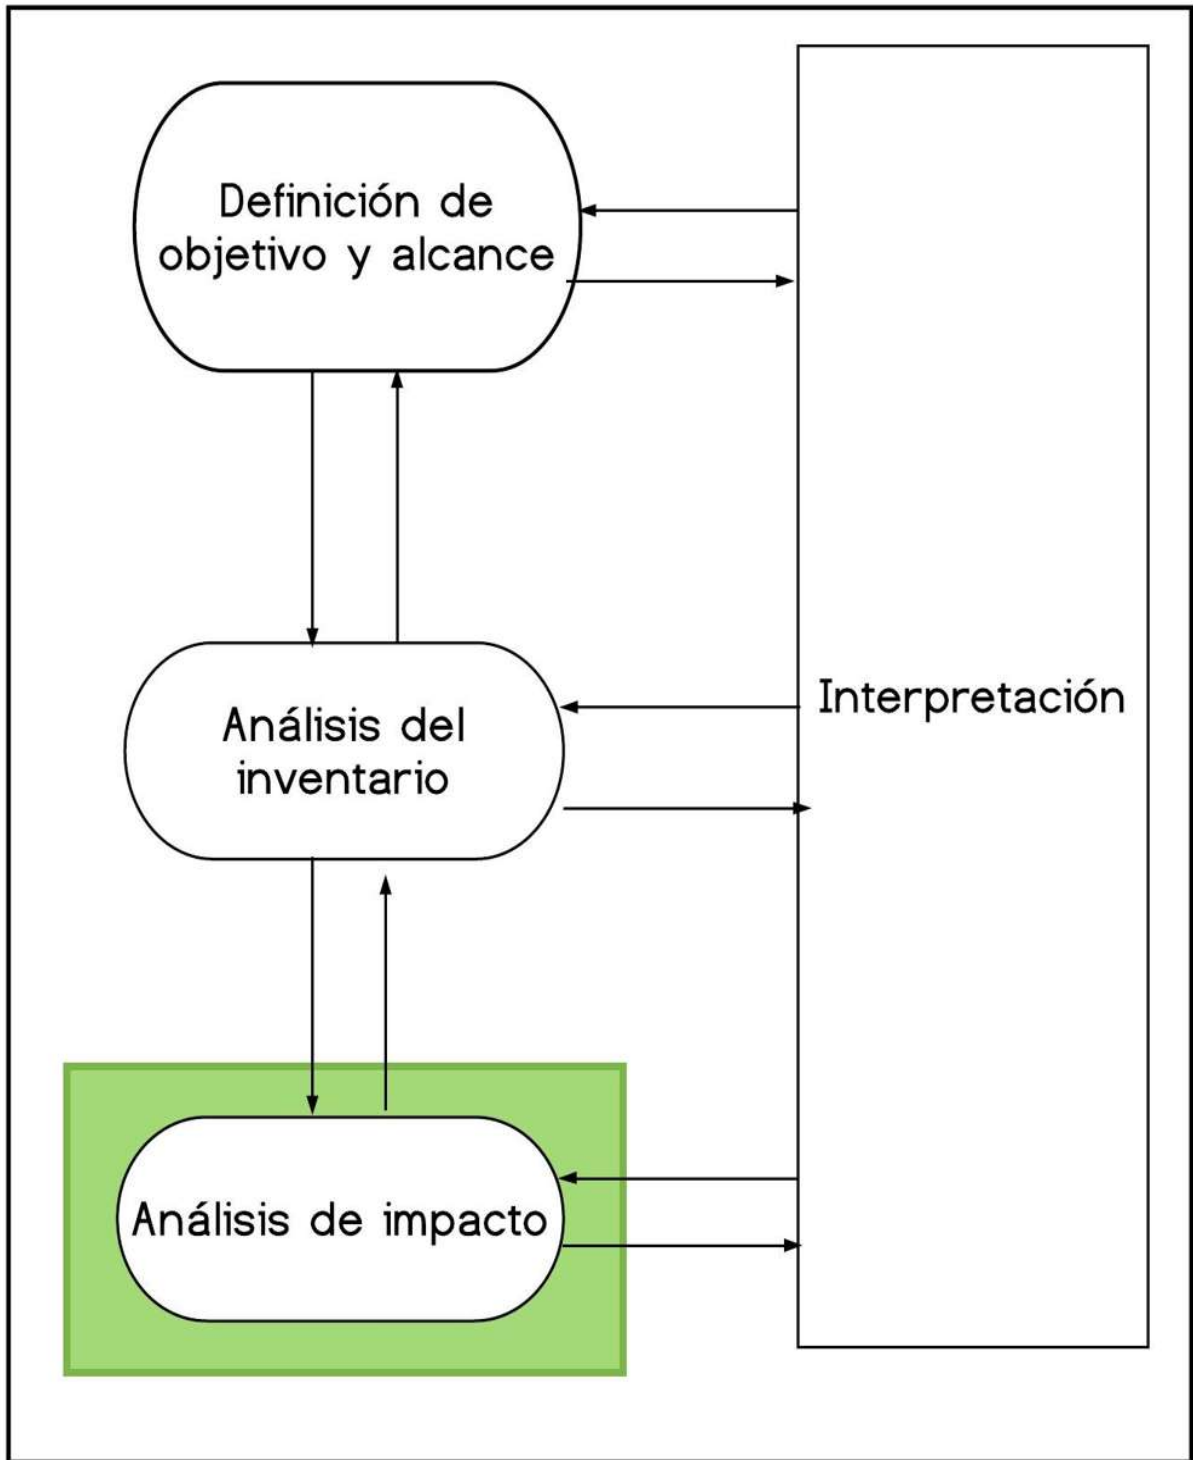 Definición de
objetivo y alcance
Análisis del
inventario
Interpretación
Análisis de impacto